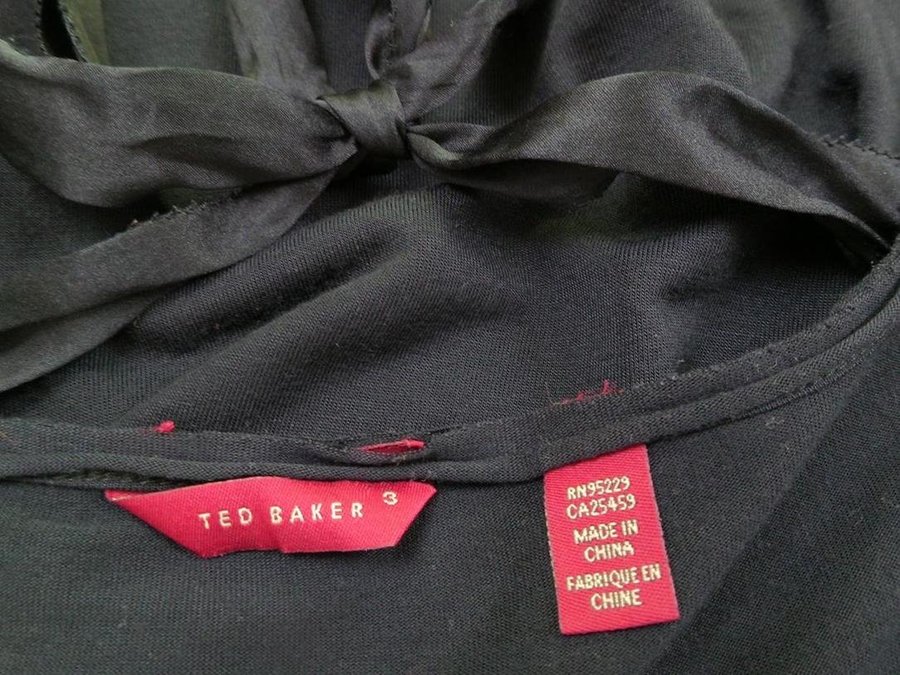 TED BAKER 3
RN95229
CA25459
MADE IN
CHINA
FABRIQUE EN
CHINE